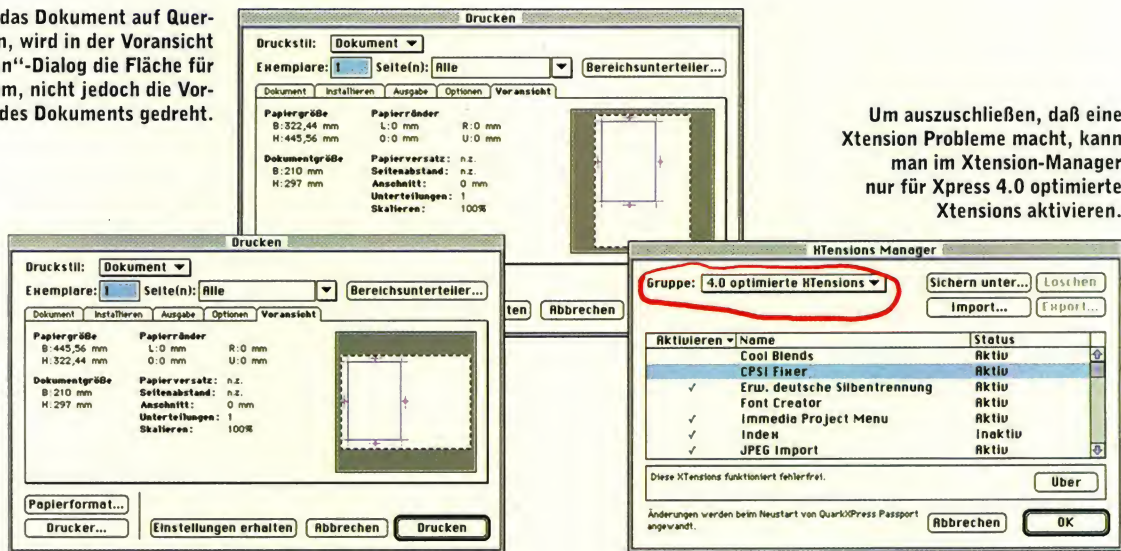 das Dokument auf Quer-
n, wird in der Voransicht
n“-Dialog die Fläche für
m, nicht jedoch die Vor-
des Dokuments gedreht.
Drucken
Druckstil: Dokument
Exemplare: 1 Seite(n): Alle Bereichsunterteiler...
Dokument Installieren Ausgabe Optionen Voransicht
Papiergröße Papierränder
B:322,44 mm L:0 mm R:0 mm
H:445,56 mm O:0 mm U:0 mm
Dokumentgröße Papierversatz: n.z.
B:210 mm Seitenabstand: n.z.
H:297 mm Anschnitt: 0 mm
Unterteilungen: 1
Skalieren: 100%
ten Abbrechen
Um auszuschließen, daß eine
Xtension Probleme macht, kann
man im Xtension-Manager
nur für Xpress 4.0 optimierte
Xtensions aktivieren.
Drucken
Druckstil: Dokument
Exemplare: 1 Seite(n): Alle Bereichsunterteiler...
Dokument Installieren Ausgabe Optionen Voransicht
Papiergröße Papierränder
B:445,56 mm L:0 mm R:0 mm
H:322,44 mm O:0 mm U:0 mm
Dokumentgröße Papierversatz: n.z.
B:210 mm Seitenabstand: n.z.
H:297 mm Anschnitt: 0 mm
Unterteilungen: 1
Skalieren: 100%
Papierformat...
Drucker... Einstellungen erhalten Abbrechen Drucken
XTensions Manager
Gruppe: 4.0 optimierte XTensions Sichern unter... Löschen
Import... Export...
Aktivieren Name Status
Cool Blends Aktiv
CPSI Fixer Aktiv
✓ Erw. deutsche Silbentrennung Aktiv
Font Creator Aktiv
✓ Immedia Project Menu Aktiv
✓ Index Inaktiv
✓ JPEG Import Aktiv
Diese XTensions funktioniert fehlerfrei. Über
Änderungen werden beim Neustart von QuarkXPress Passport
angewandt. Abbrechen OK